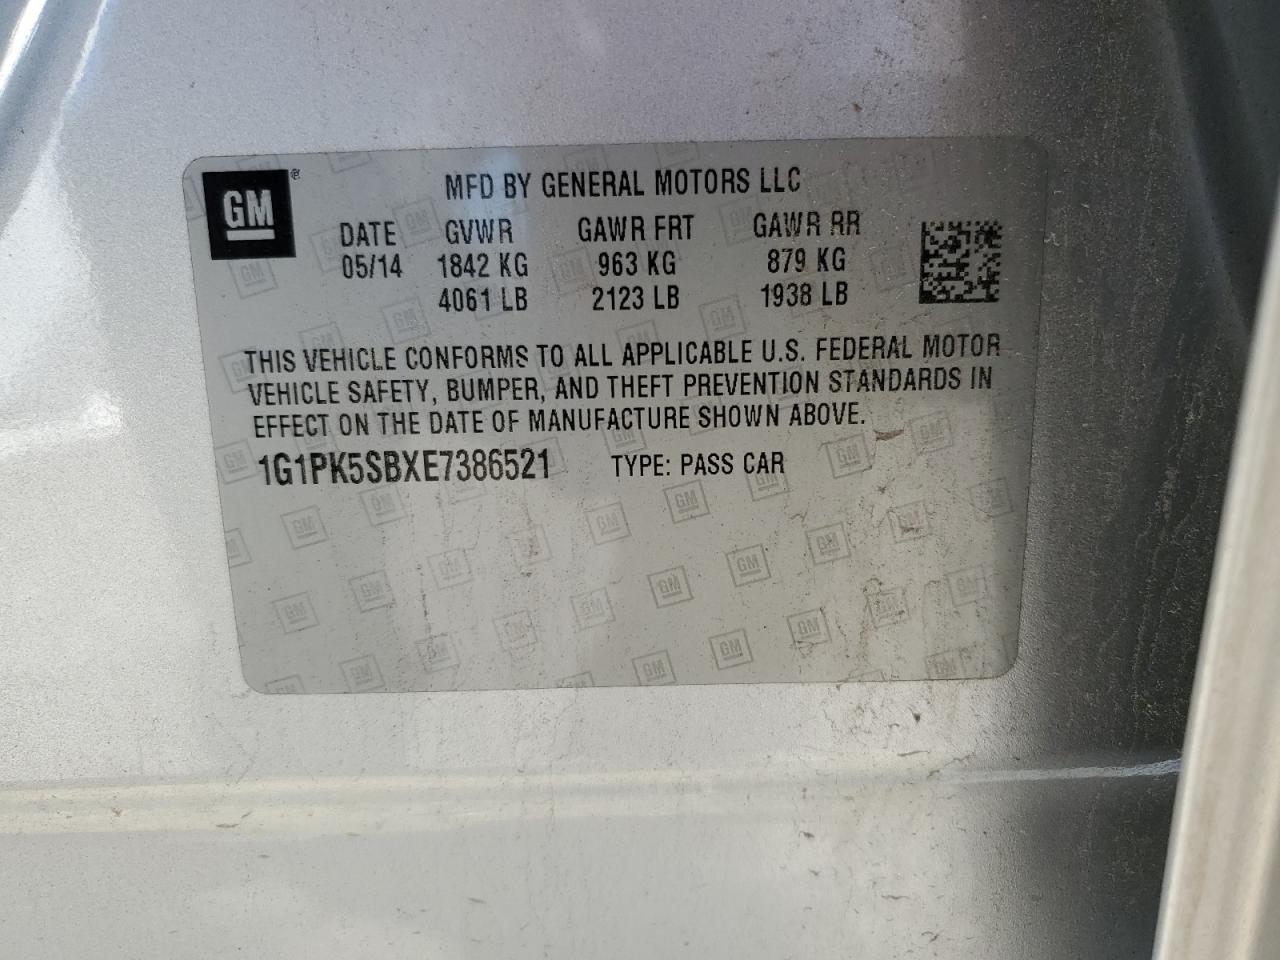 GM®
MFD BY GENERAL MOTORS LLC
DATE GVWR GAWR FRT GAWR RR
05/14 1842 KG 963 KG 879 KG
4061 LB 2123 LB 1938 LB
THIS VEHICLE CONFORMS TO ALL APPLICABLE U.S. FEDERAL MOTOR
VEHICLE SAFETY, BUMPER, AND THEFT PREVENTION STANDARDS IN
EFFECT ON THE DATE OF MANUFACTURE SHOWN ABOVE.
1G1PK5SBXE7386521 TYPE: PASS CAR